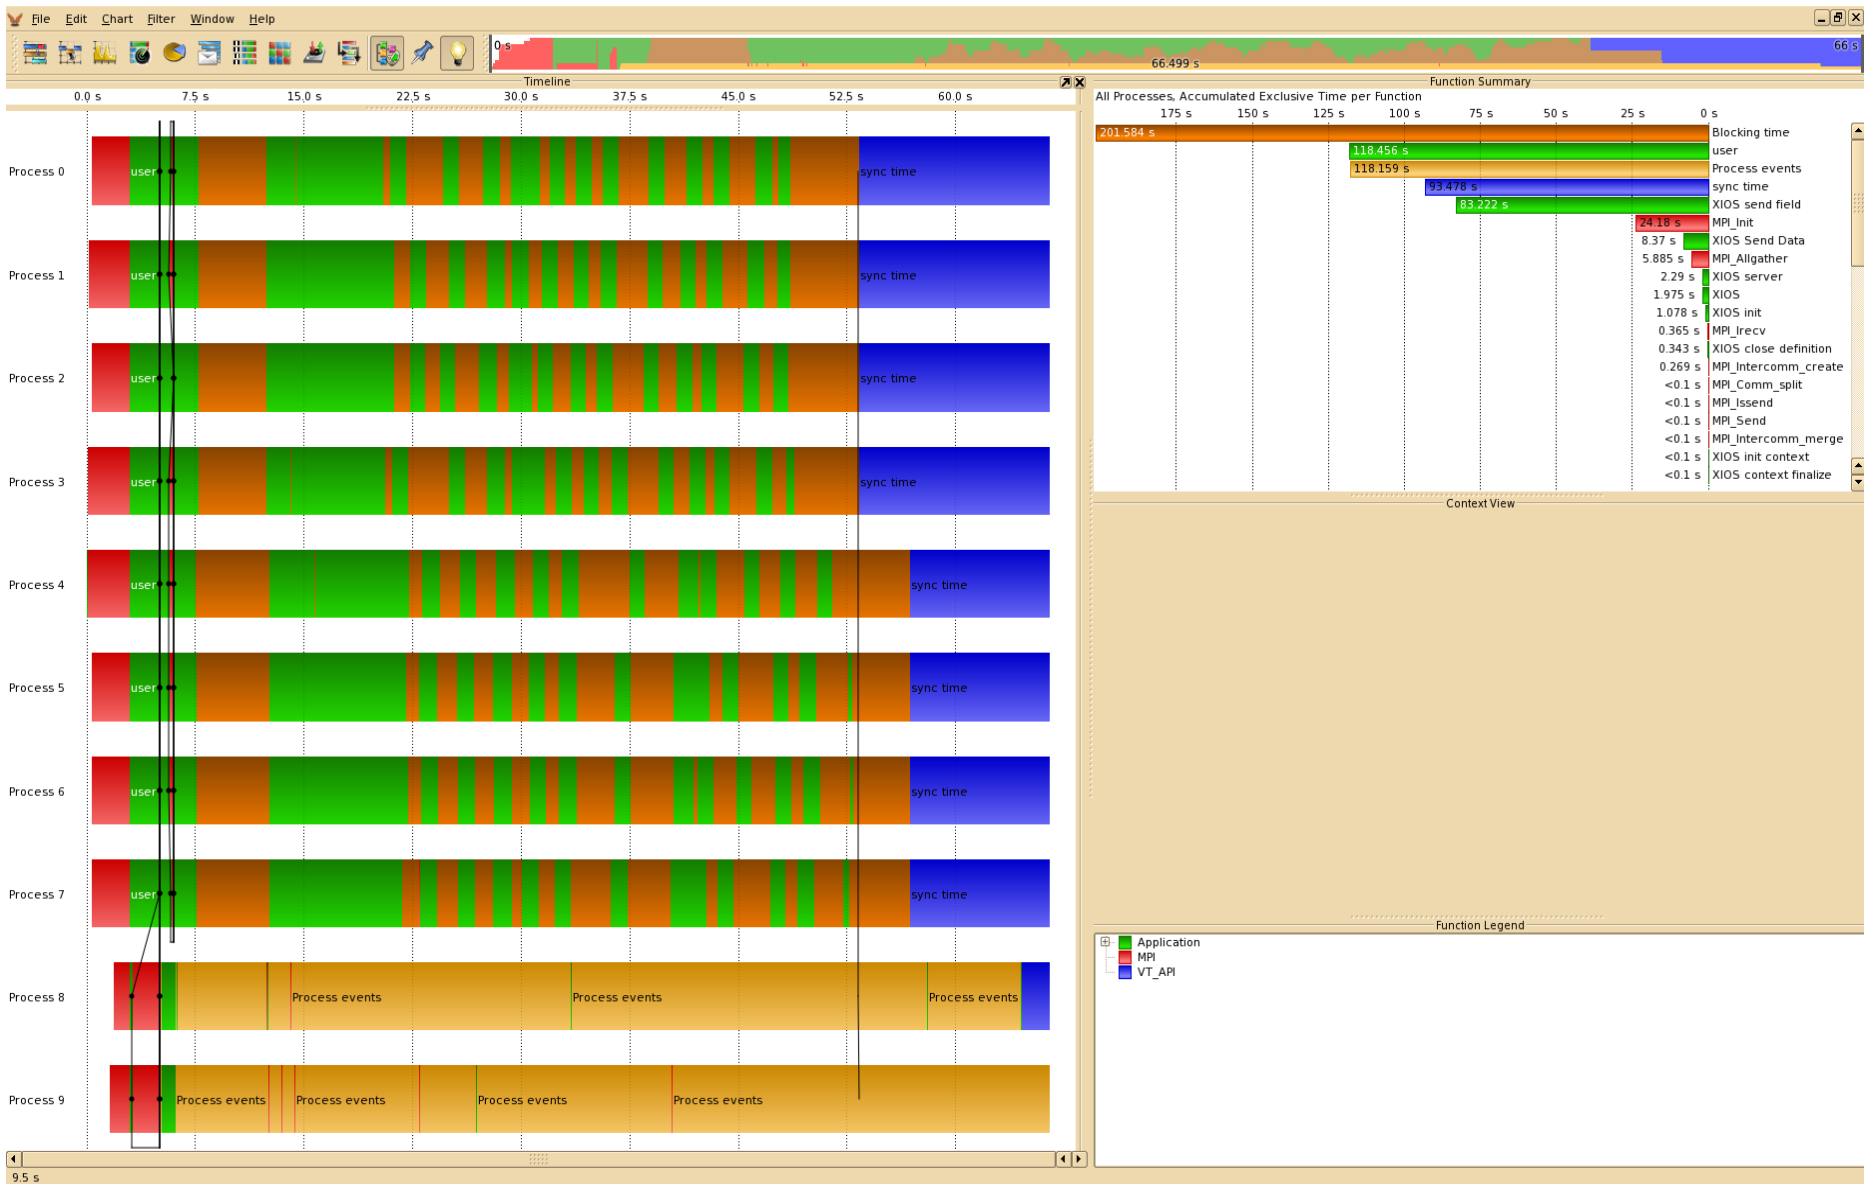 File Edit Chart Filter Window Help
0 s 66.499 s 66 s
Timeline
0.0 s 7.5 s 15.0 s 22.5 s 30.0 s 37.5 s 45.0 s 52.5 s 60.0 s
Process 0 user sync time
Process 1 user sync time
Process 2 user sync time
Process 3 user sync time
Process 4 user sync time
Process 5 user sync time
Process 6 user sync time
Process 7 user sync time
Process 8 Process events Process events Process events
Process 9 Process events Process events Process events Process events
9.5 s
Function Summary
All Processes, Accumulated Exclusive Time per Function
175 s 150 s 125 s 100 s 75 s 50 s 25 s 0 s
201.584 s Blocking time
118.456 s user
118.159 s Process events
93.478 s sync time
83.222 s XIOS send field
24.18 s MPI_Init
8.37 s XIOS Send Data
5.885 s MPI_Allgather
2.29 s XIOS server
1.975 s XIOS
1.078 s XIOS init
0.365 s MPI_Irecv
0.343 s XIOS close definition
0.269 s MPI_Intercomm_create
<0.1 s MPI_Comm_split
<0.1 s MPI_Issend
<0.1 s MPI_Send
<0.1 s MPI_Intercomm_merge
<0.1 s XIOS init context
<0.1 s XIOS context finalize
Context View
Function Legend
Application
MPI
VT_API